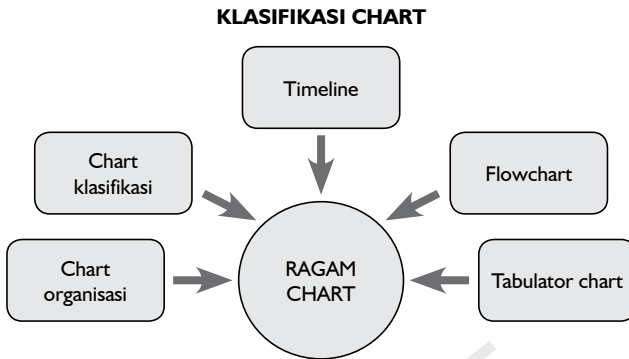 KLASIFIKASI CHART
Timeline
Chart
klasifikasi
Flowchart
Chart
organisasi
RAGAM
CHART
Tabulator chart